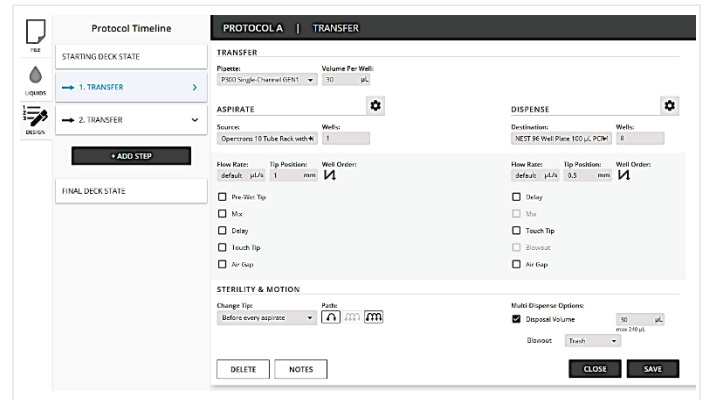 Protocol Timeline
PROTOCOL A | TRANSFER
FILE
LIQUIDS
DESIGN
STARTING DECK STATE
1. TRANSFER
2. TRANSFER
+ ADD STEP
FINAL DECK STATE
TRANSFER
Pipette: Volume Per Well:
P300 Single-Channel GEN1 30 µL
ASPIRATE
Source: Wells:
Opentrons 10 Tube Rack with 1
Flow Rate: Tip Position: Well Order:
default µL/s 1 mm
Pre-Wet Tip
Mix
Delay
Touch Tip
Air Gap
DISPENSE
Destination: Wells:
NEST 96 Well Plate 100 µL PCR 8
Flow Rate: Tip Position: Well Order:
default µL/s 0.5 mm
Delay
Mix
Touch Tip
Blowout
Air Gap
STERILITY & MOTION
Change Tip: Path:
Before every aspirate
Multi-Dispense Options:
Disposal Volume 30 µL
max 240 µL
Blowout Trash
DELETE NOTES CLOSE SAVE